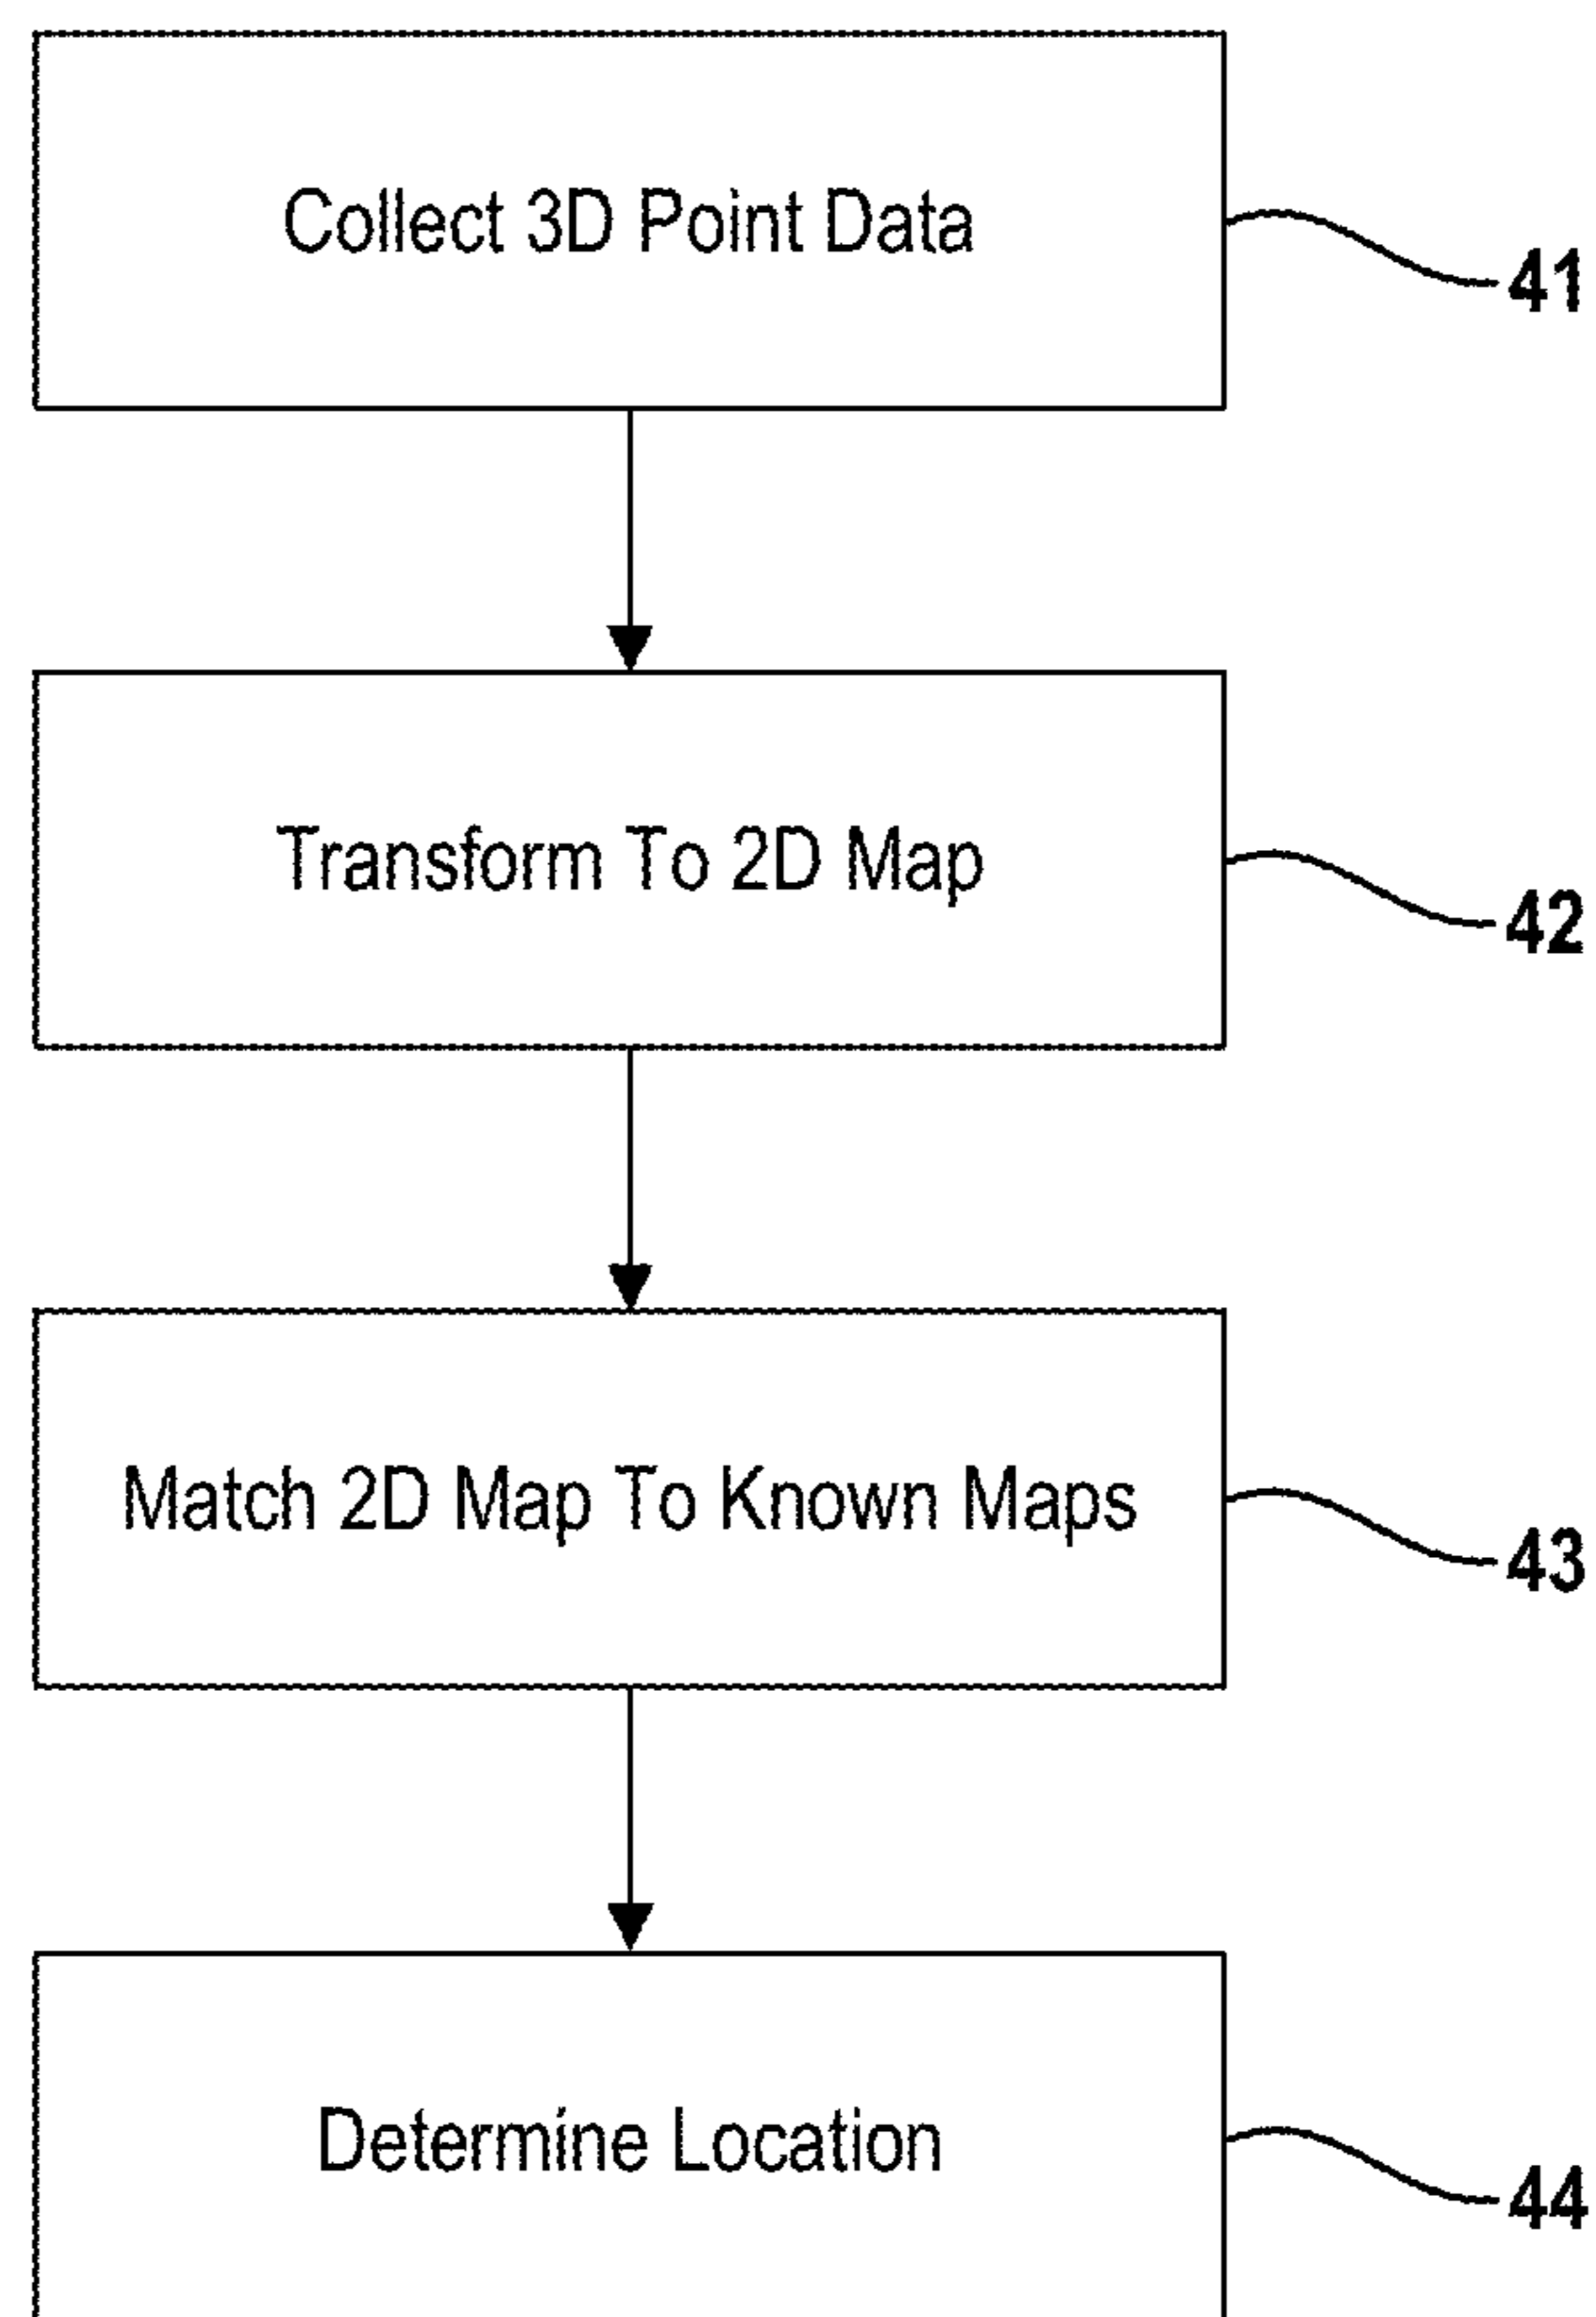 Collect 3D Point Data
41
Transform To 2D Map
42
Match 2D Map To Known Maps
43
Determine Location
44